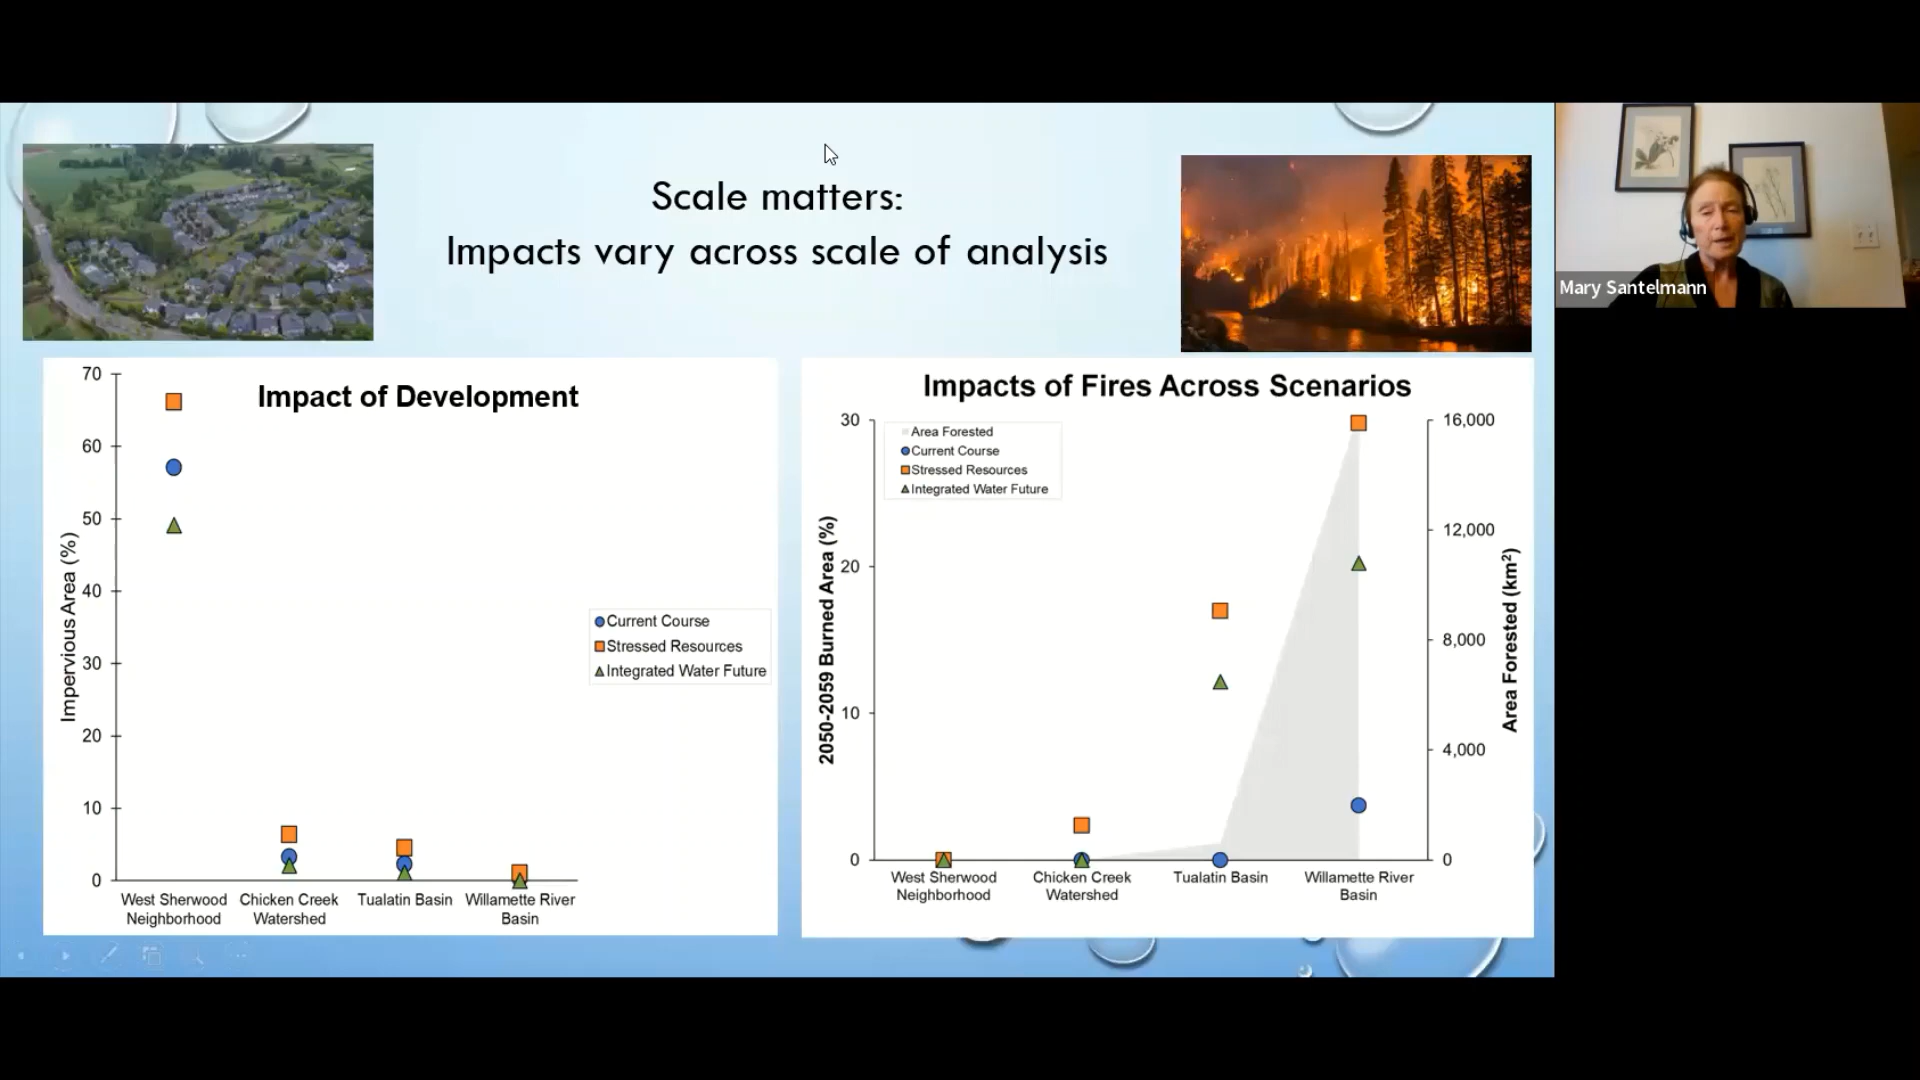 Scale matters:
Impacts vary across scale of analysis
Mary Santelmann
Impact of Development
70
60
50
40
30
20
10
0
Impervious Area (%)
Current Course
Stressed Resources
Integrated Water Future
West Sherwood
Neighborhood
Chicken Creek
Watershed
Tualatin Basin
Willamette River
Basin
Impacts of Fires Across Scenarios
30
20
10
0
2050-2059 Burned Area (%)
Area Forested
Current Course
Stressed Resources
Integrated Water Future
16,000
12,000
8,000
4,000
0
Area Forested (km²)
West Sherwood
Neighborhood
Chicken Creek
Watershed
Tualatin Basin
Willamette River
Basin